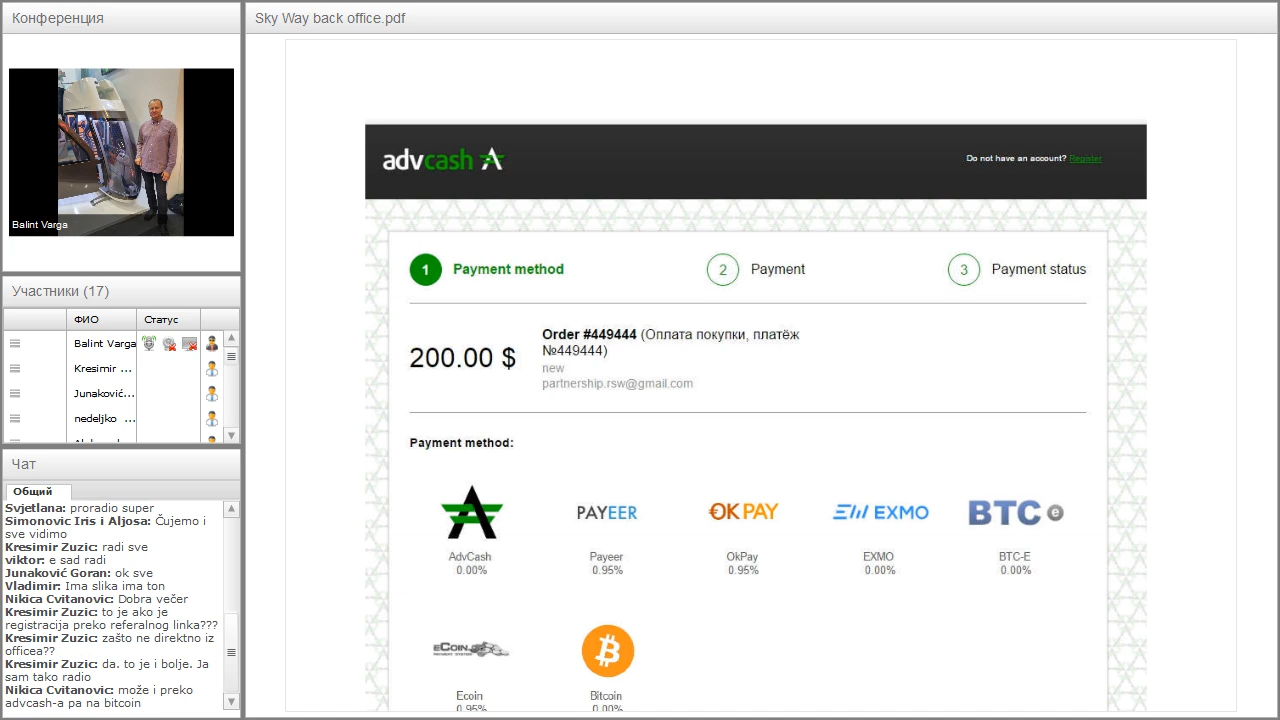 Конференция
Balint Varga
Участники (17)
ФИО Статус
Balint Varga
Kresimir ...
Junaković...
nedeljko ...
Чат
Общий
Svjetlana: proradio super
Simonovic Iris i Aljosa: Čujemo i
sve vidimo
Kresimir Zuzic: radi sve
viktor: e sad radi
Junaković Goran: ok sve
Vladimir: Ima slika ima ton
Nikica Cvitanovic: Dobra večer
Kresimir Zuzic: to je ako je
registracija preko referalnog linka???
Kresimir Zuzic: zašto ne direktno iz
officea??
Kresimir Zuzic: da. to je i bolje. Ja
sam tako radio
Nikica Cvitanovic: može i preko
advcash-a pa na bitcoin
Sky Way back office.pdf
advcash A
Do not have an account? Register
1 Payment method
2 Payment
3 Payment status
200.00 $
Order #449444 (Оплата покупки, платёж
№449444)
new
partnership.rsw@gmail.com
Payment method:
PAYEER
OKPAY
EXMO
BTC e
AdvCash
0.00%
Payeer
0.95%
OkPay
0.95%
EXMO
0.00%
BTC-E
0.00%
eCoin
PAYMENT SYSTEM
Ecoin
0.95%
Bitcoin
0.00%